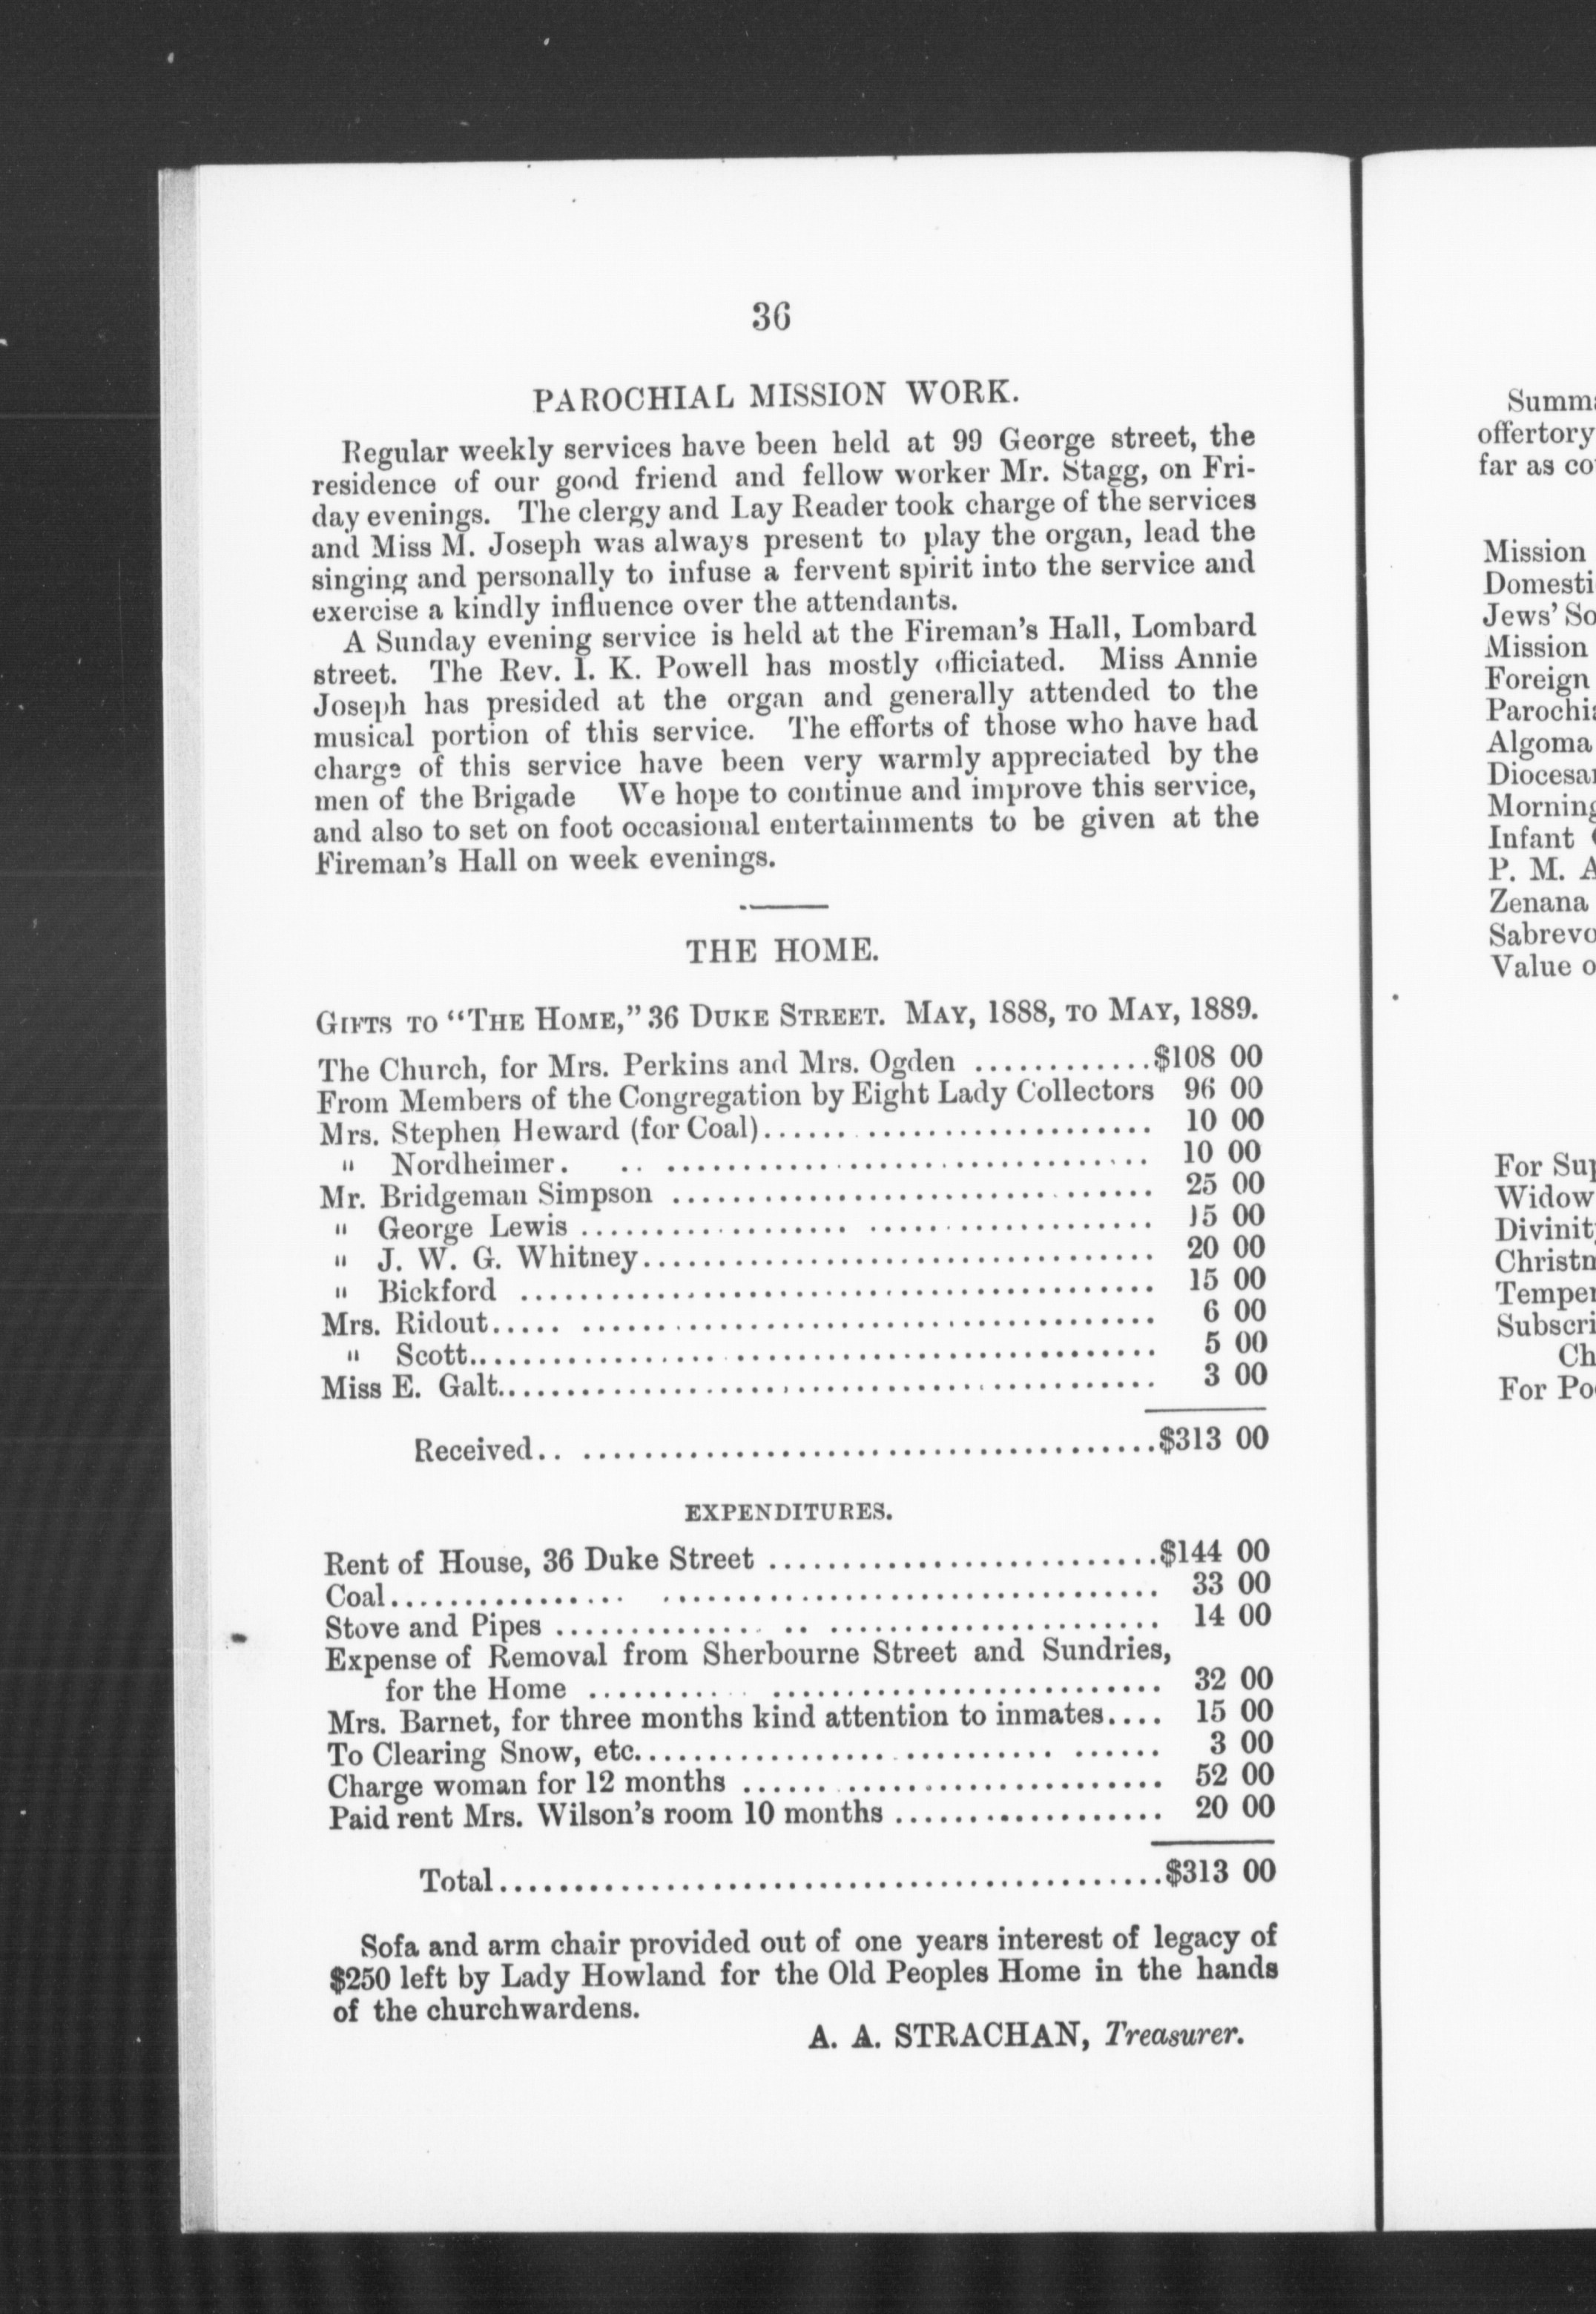 36
PAROCHIAL MISSION WORK.
Regular weekly services have been held at 99 George street, the
residence of our good friend and fellow worker Mr. Stagg, on Fri-
day evenings. The clergy and Lay Reader took charge of the services
and Miss M. Joseph was always present to play the organ, lead the
singing and personally to infuse a fervent spirit into the service and
exercise a kindly influence over the attendants.
A Sunday evening service is held at the Fireman's Hall, Lombard
street. The Rev. I. K. Powell has mostly officiated. Miss Annie
Joseph has presided at the organ and generally attended to the
musical portion of this service. The efforts of those who have had
charge of this service have been very warmly appreciated by the
men of the Brigade We hope to continue and improve this service,
and also to set on foot occasional entertainments to be given at the
Fireman's Hall on week evenings.
THE HOME.
GIFTS TO "THE HOME," 36 DUKE STREET. MAY, 1888, TO MAY, 1889.
The Church, for Mrs. Perkins and Mrs. Ogden ............$108 00
From Members of the Congregation by Eight Lady Collectors 96 00
Mrs. Stephen Heward (for Coal)........................... 10 00
" Nordheimer. .. ................................ 10 00
Mr. Bridgeman Simpson ................................ 25 00
" George Lewis ..................................... 15 00
" J. W. G. Whitney.................................. 20 00
" Bickford .......................................... 15 00
Mrs. Ridout..... ...................................... 6 00
" Scott.............................................. 5 00
Miss E. Galt............................................ 3 00
Received.. ......................................$313 00
EXPENDITURES.
Rent of House, 36 Duke Street ..........................$144 00
Coal................ ................................. 33 00
Stove and Pipes .............. .. ...................... 14 00
Expense of Removal from Sherbourne Street and Sundries,
for the Home .......... .......................... 32 00
Mrs. Barnet, for three months kind attention to inmates.... 15 00
To Clearing Snow, etc............................ ...... 3 00
Charge woman for 12 months ...... ..................... 52 00
Paid rent Mrs. Wilson's room 10 months .................. 20 00
Total............................................$313 00
Sofa and arm chair provided out of one years interest of legacy of
$250 left by Lady Howland for the Old Peoples Home in the hands
of the churchwardens.
A. A. STRACHAN, Treasurer.
offertory
far as
Mission
Jews'
Mission
Foreign
Algoma
Infant
P. M.
Zenana
Value
For
Widow
For